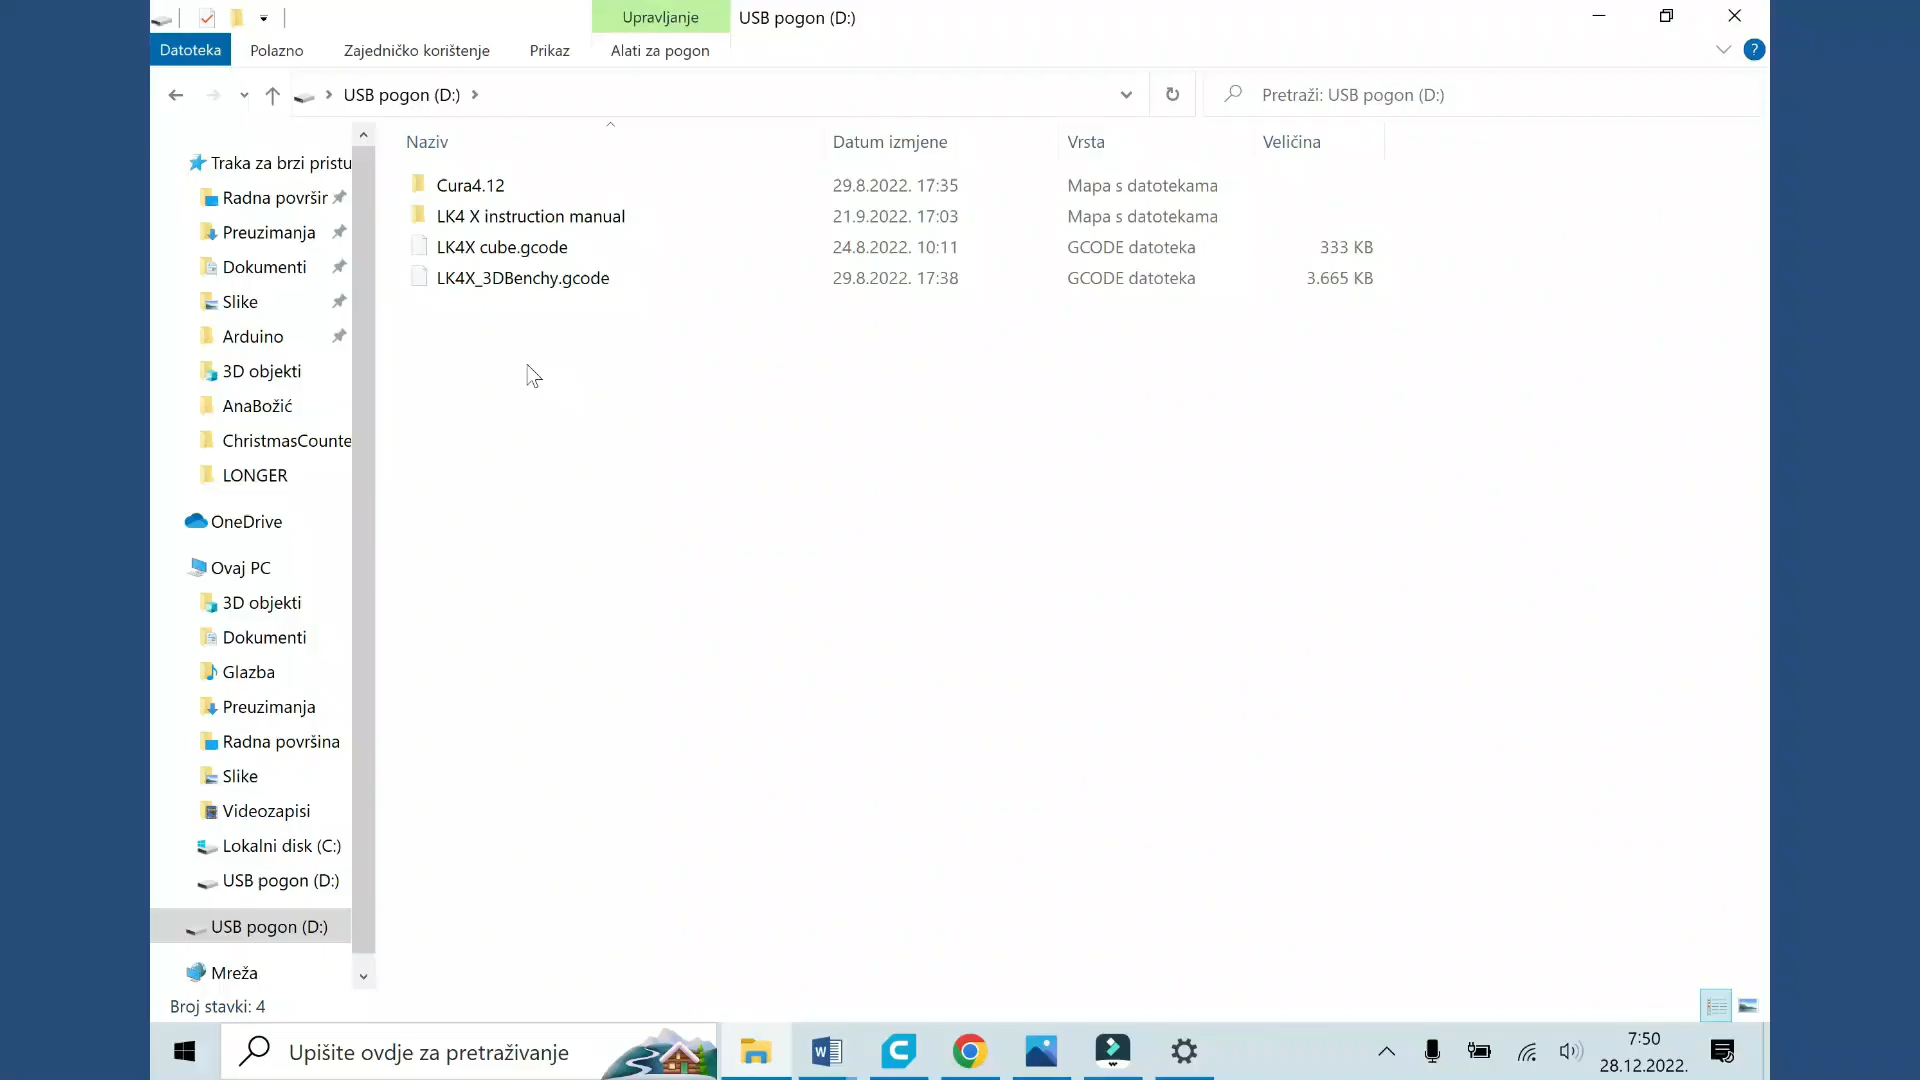 Upravljanje USB pogon (D:)
Datoteka Polazno Zajedničko korištenje Prikaz Alati za pogon ?
USB pogon (D:) Pretraži: USB pogon (D:)
Naziv Datum izmjene Vrsta Veličina
Cura4.12 29.8.2022. 17:35 Mapa s datotekama
LK4 X instruction manual 21.9.2022. 17:03 Mapa s datotekama
LK4X cube.gcode 24.8.2022. 10:11 GCODE datoteka 333 KB
LK4X_3DBenchy.gcode 29.8.2022. 17:38 GCODE datoteka 3.665 KB
Traka za brzi pristu
Radna površir
Preuzimanja
Dokumenti
Slike
Arduino
3D objekti
AnaBožić
ChristmasCounte
LONGER
OneDrive
Ovaj PC
3D objekti
Dokumenti
Glazba
Preuzimanja
Radna površina
Slike
Videozapisi
Lokalni disk (C:)
USB pogon (D:)
USB pogon (D:)
Mreža
Broj stavki: 4
Upišite ovdje za pretraživanje
7:50
28.12.2022.